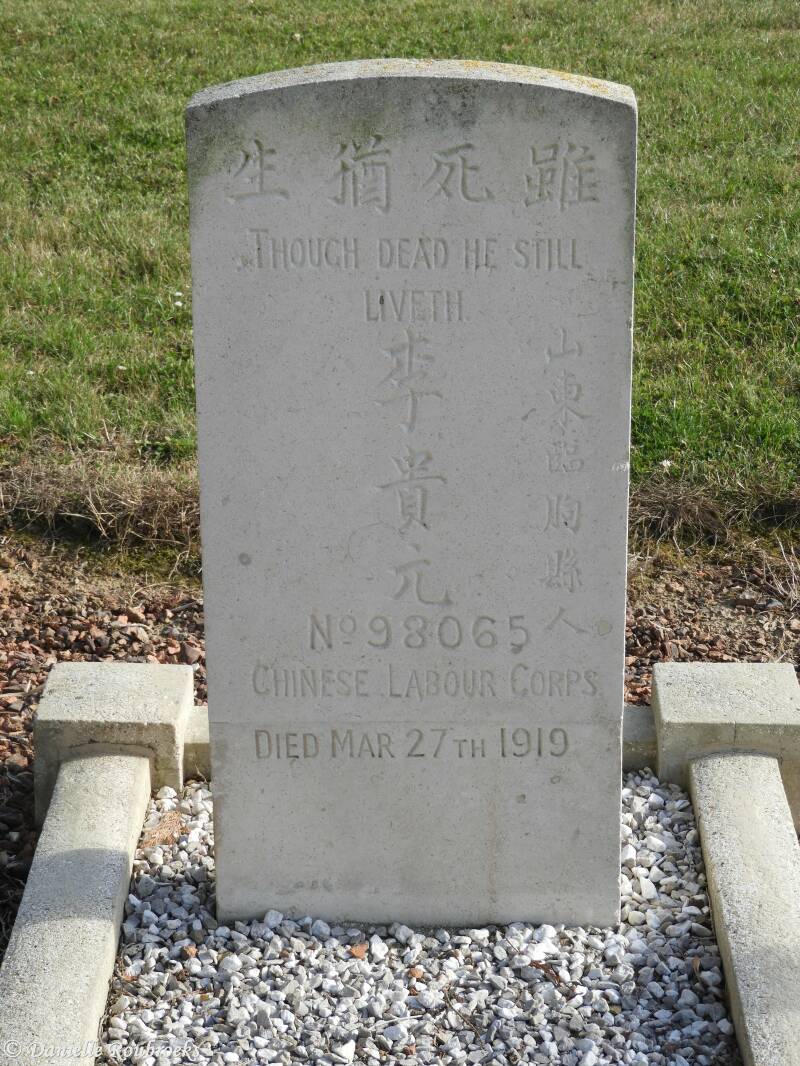 雖死猶生
THOUGH DEAD HE STILL
LIVETH.
山東臨朐縣人
李貴元
Nº 98065
CHINESE LABOUR CORPS
DIED MAR 27TH 1919
© Danielle Roubroeks